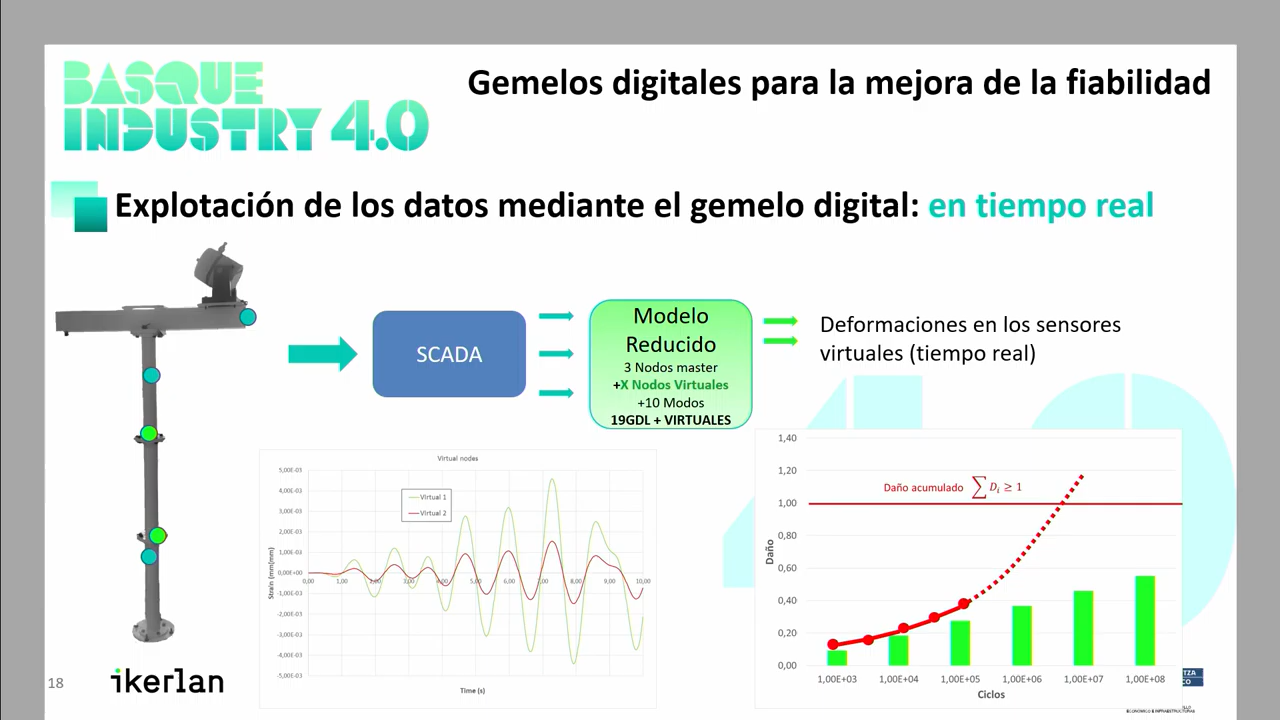 BASQUE
INDUSTRY 4.0
Gemelos digitales para la mejora de la fiabilidad
Explotación de los datos mediante el gemelo digital: en tiempo real
SCADA
Modelo
Reducido
3 Nodos master
+X Nodos Virtuales
+10 Modos
19GDL + VIRTUALES
Deformaciones en los sensores
virtuales (tiempo real)
Virtual nodes
5,00E-03
4,00E-03
3,00E-03
2,00E-03
1,00E-03
0,00E+00
-1,00E-03
-2,00E-03
-3,00E-03
-4,00E-03
-5,00E-03
Strain (mm|mm)
Virtual 1
Virtual 2
0,00 1,00 2,00 3,00 4,00 5,00 6,00 7,00 8,00 9,00 10,00
Time (s)
1,40
1,20
1,00
0,80
0,60
0,40
0,20
0,00
Daño
Daño acumulado ∑ Dᵢ ≥ 1
1,00E+03 1,00E+04 1,00E+05 1,00E+06 1,00E+07 1,00E+08
Ciclos
18
ikerlan
TZA
CO
ECONÓMICO E INFRAESTRUCTURAS